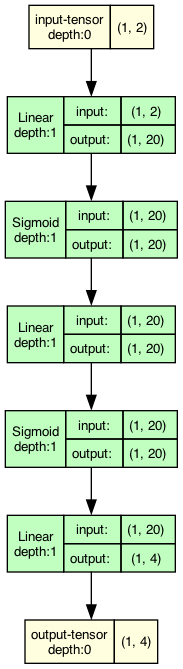 input-tensor
depth:0
(1, 2)
Linear
depth:1
input:
(1, 2)
output:
(1, 20)
Sigmoid
depth:1
input:
(1, 20)
output:
(1, 20)
Linear
depth:1
input:
(1, 20)
output:
(1, 20)
Sigmoid
depth:1
input:
(1, 20)
output:
(1, 20)
Linear
depth:1
input:
(1, 20)
output:
(1, 4)
output-tensor
depth:0
(1, 4)